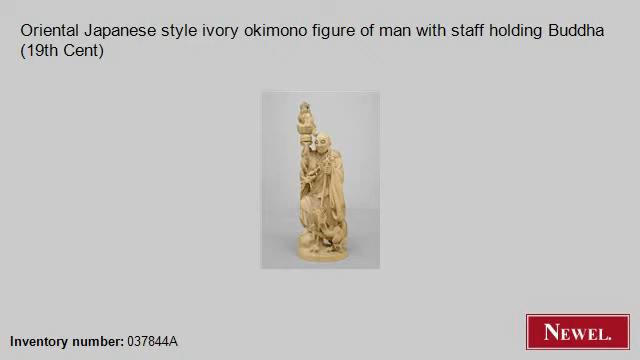 Oriental Japanese style ivory okimono figure of man with staff holding Buddha
(19th Cent)
Inventory number: 037844A
NEWEL.